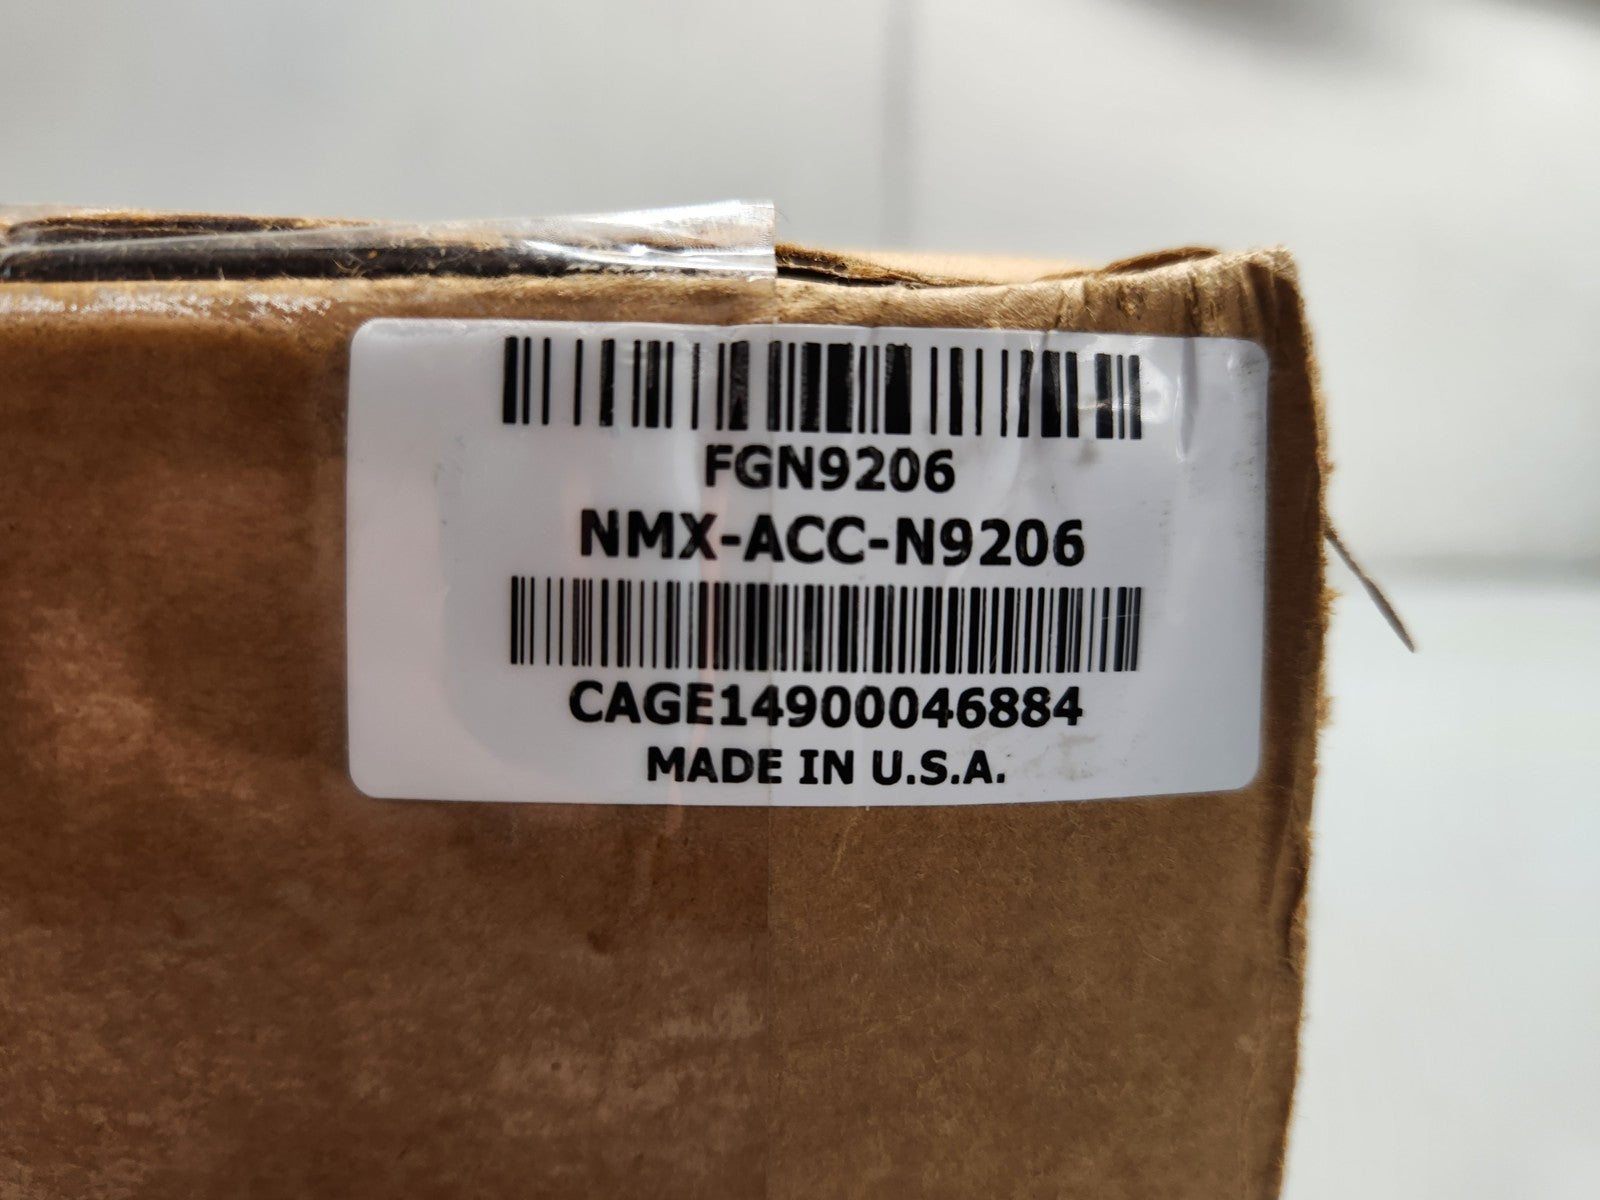 FGN9206
NMX-ACC-N9206
CAGE14900046884
MADE IN U.S.A.